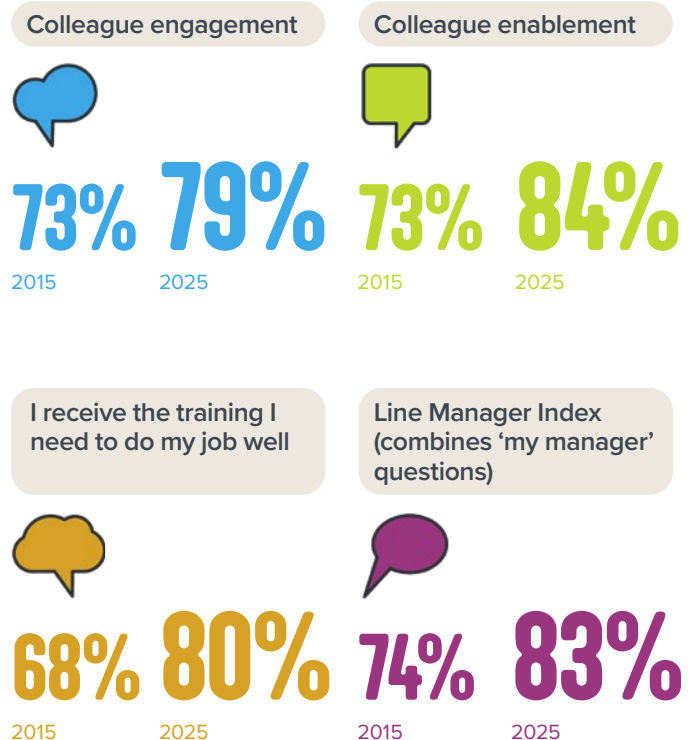 Colleague engagement
73% 79%
2015 2025
Colleague enablement
73% 84%
2015 2025
I receive the training I
need to do my job well
68% 80%
2015 2025
Line Manager Index
(combines ‘my manager’
questions)
74% 83%
2015 2025